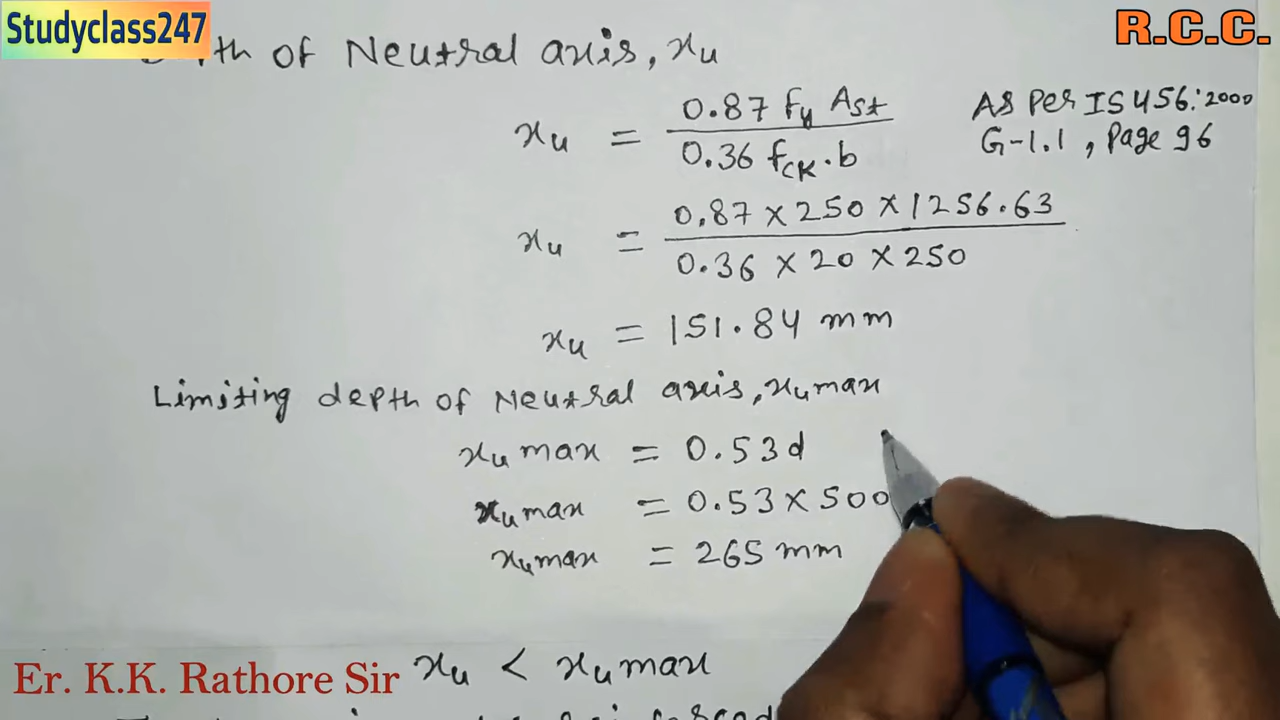 Studyclass247
R.C.C.
of Neutral axis, xu
xu = 0.87 fy Ast / 0.36 fck . b
As Per IS 456:2000
G-1.1, Page 96
xu = 0.87 x 250 x 1256.63 / 0.36 x 20 x 250
xu = 151.84 mm
Limiting depth of Neutral axis, xumax
xumax = 0.53d
xumax = 0.53 x 500
xumax = 265 mm
Er. K.K. Rathore Sir
xu < xumax